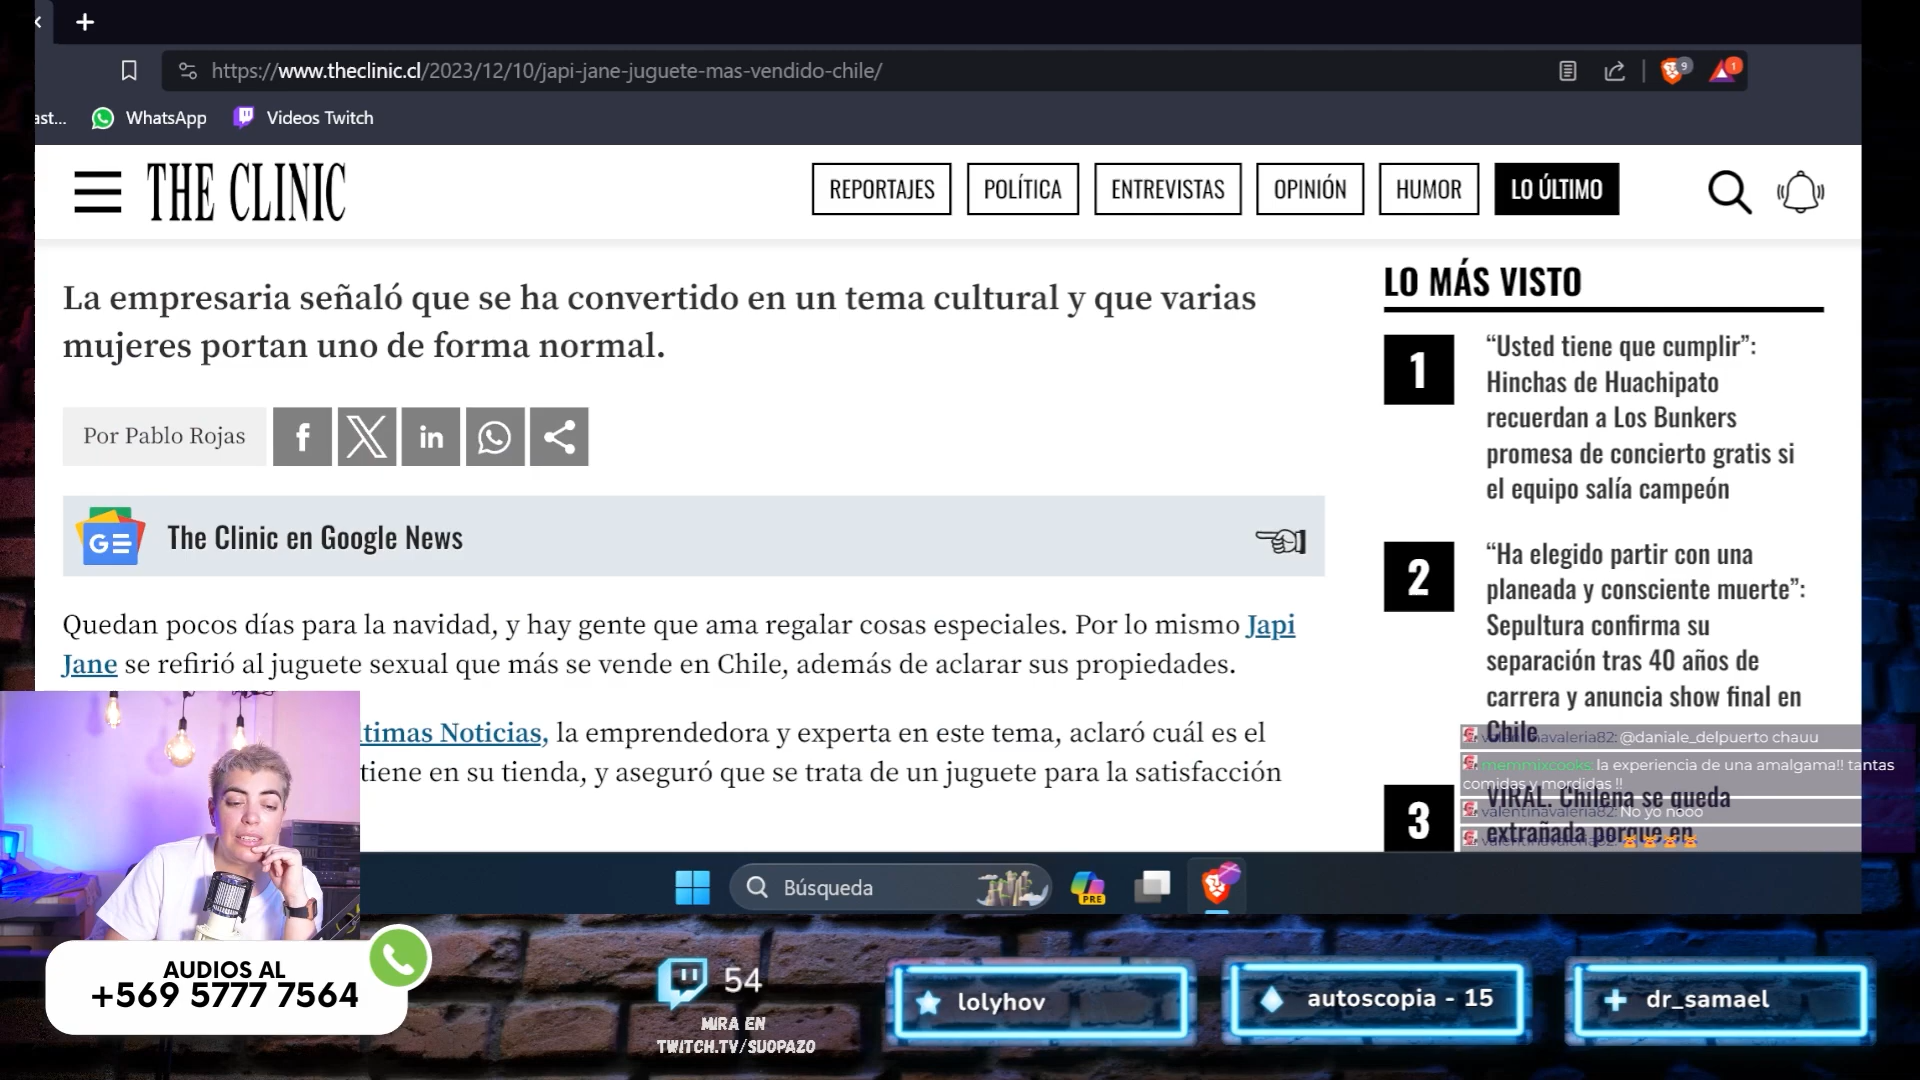 https://www.theclinic.cl/2023/12/10/japi-jane-juguete-mas-vendido-chile/
9
1
ast...
WhatsApp
Videos Twitch
THE CLINIC
REPORTAJES
POLÍTICA
ENTREVISTAS
OPINIÓN
HUMOR
LO ÚLTIMO
La empresaria señaló que se ha convertido en un tema cultural y que varias
mujeres portan uno de forma normal.
Por Pablo Rojas
The Clinic en Google News
Quedan pocos días para la navidad, y hay gente que ama regalar cosas especiales. Por lo mismo Japi
Jane se refirió al juguete sexual que más se vende en Chile, además de aclarar sus propiedades.
ltimas Noticias, la emprendedora y experta en este tema, aclaró cuál es el
tiene en su tienda, y aseguró que se trata de un juguete para la satisfacción
LO MÁS VISTO
1
“Usted tiene que cumplir”:
Hinchas de Huachipato
recuerdan a Los Bunkers
promesa de concierto gratis si
el equipo salía campeón
2
“Ha elegido partir con una
planeada y consciente muerte”:
Sepultura confirma su
separación tras 40 años de
carrera y anuncia show final en
Chile
3
VIRAL. Chilena se queda
extrañada porque en
valentinavaleria82: @daniale_delpuerto chauu
memmixcooks: la experiencia de una amalgama!! tantas
comidas y mordidas !!
valentinavaleria82: No yo nooo
valentinavaleria82:
Búsqueda
PRE
AUDIOS AL
+569 5777 7564
54
MIRA EN
TWITCH.TV/SUOPAZO
lolyhov
autoscopia - 15
dr_samael